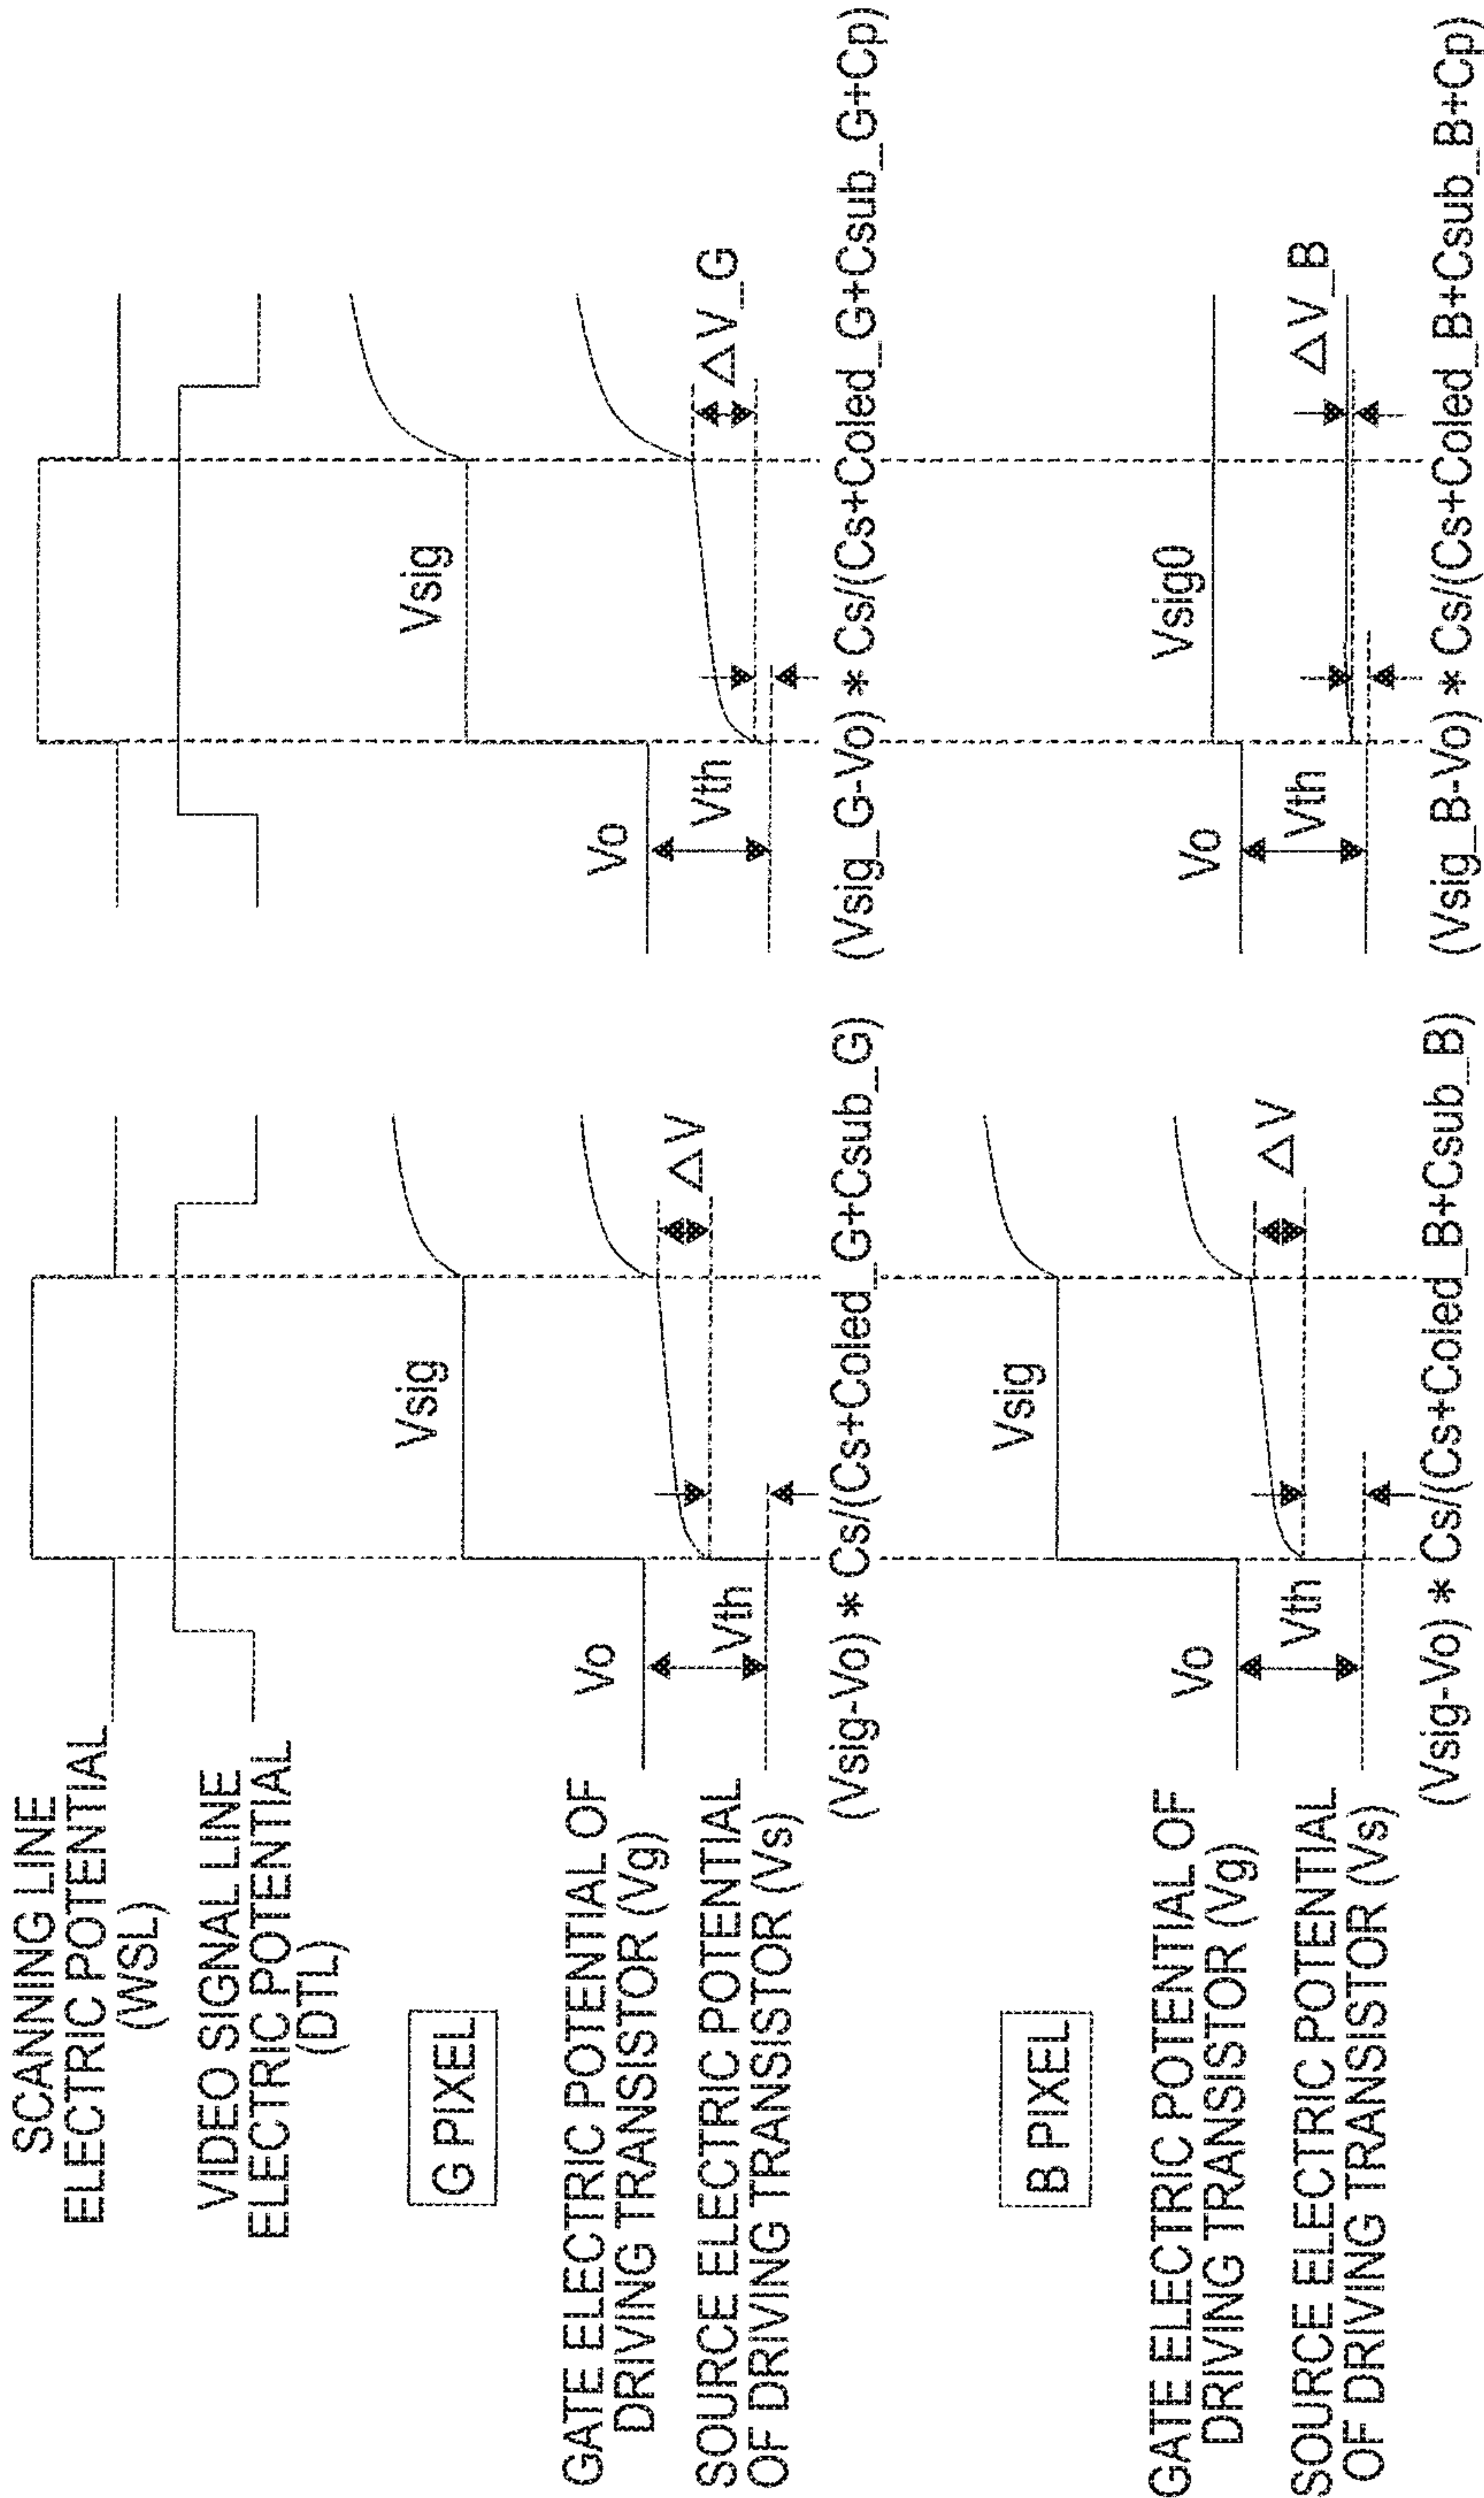 SCANNING LINE
ELECTRIC POTENTIAL
(WSL)
VIDEO SIGNAL LINE
ELECTRIC POTENTIAL
(DTL)
G PIXEL
Vsig
Vsig
GATE ELECTRIC POTENTIAL OF
DRIVING TRANSISTOR (Vg)
Vo
Vo
SOURCE ELECTRIC POTENTIAL
OF DRIVING TRANSISTOR (Vs)
Vth
ΔV
Vth
ΔV_G
(Vsig-Vo) * Cs/(Cs+Coled_G+Csub_G)
(Vsig_G-Vo) * Cs/(Cs+Coled_G+Csub_G+Cp)
B PIXEL
Vsig
Vsig0
GATE ELECTRIC POTENTIAL OF
DRIVING TRANSISTOR (Vg)
Vo
Vo
SOURCE ELECTRIC POTENTIAL
OF DRIVING TRANSISTOR (Vs)
Vth
ΔV
Vth
ΔV_B
(Vsig-Vo) * Cs/(Cs+Coled_B+Csub_B)
(Vsig_B-Vo) * Cs/(Cs+Coled_B+Csub_B+Cp)